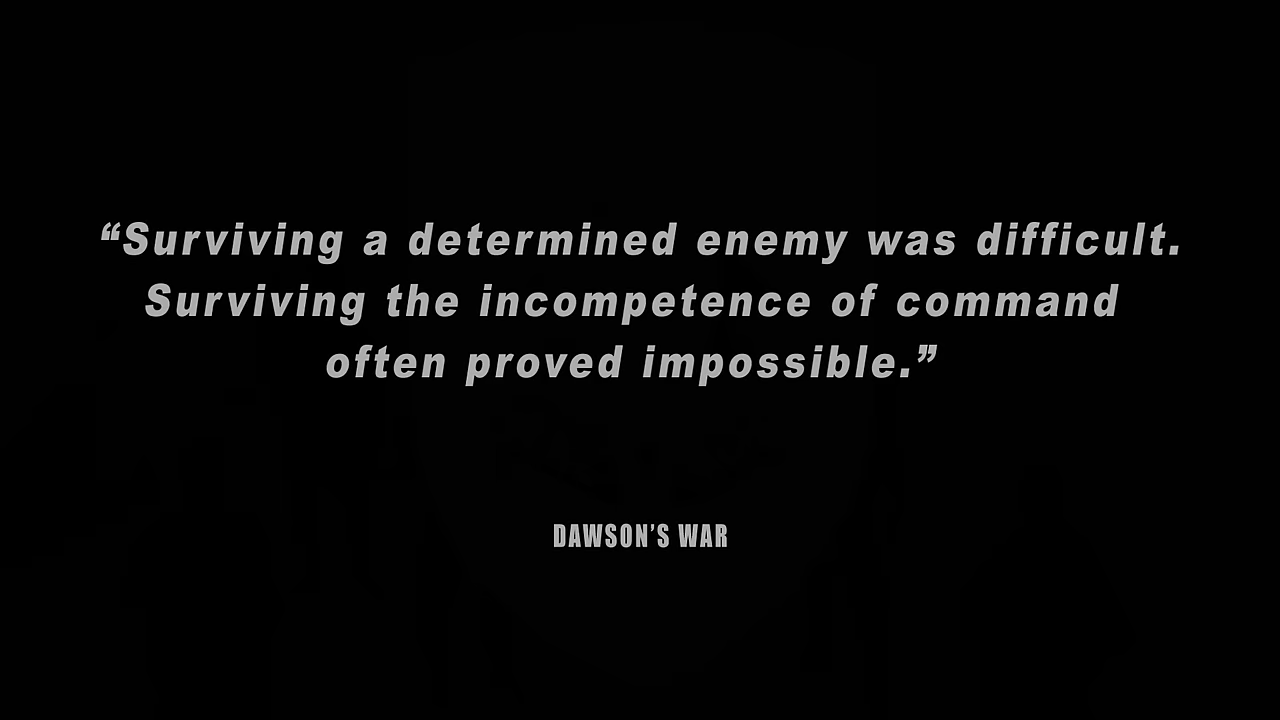 “Surviving a determined enemy was difficult.
Surviving the incompetence of command
often proved impossible.”
DAWSON’S WAR